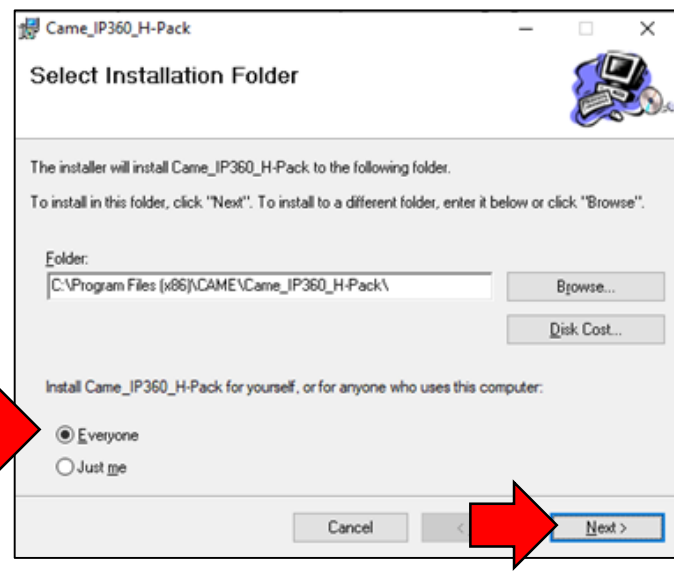 Came_IP360_H-Pack
Select Installation Folder
The installer will install Came_IP360_H-Pack to the following folder.
To install in this folder, click "Next". To install to a different folder, enter it below or click "Browse".
Folder:
C:\Program Files (x86)\CAME\Came_IP360_H-Pack\
Browse...
Disk Cost...
Install Came_IP360_H-Pack for yourself, or for anyone who uses this computer:
Everyone
Just me
Cancel
<
Next >